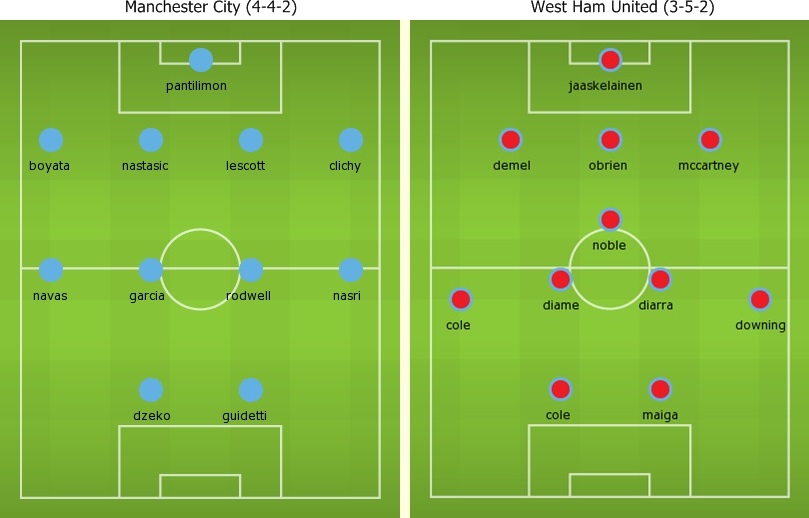 Manchester City (4-4-2)
pantilimon
boyata nastasic lescott clichy
navas garcia rodwell nasri
dzeko guidetti
West Ham United (3-5-2)
jaaskelainen
demel obrien mccartney
noble
diame diarra
cole downing
cole maiga